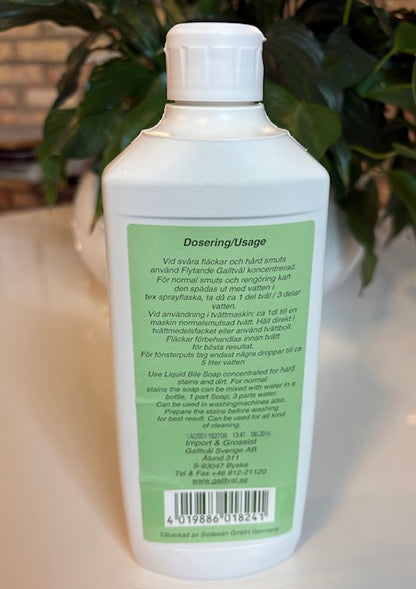 Dosering/Usage
Vid svåra fläckar och hård smuts
använd Flytande Galltvål koncentrerad.
För normal smuts och rengöring kan
den spädas ut med vatten i
tex sprayflaska, ta då ca 1 del tvål / 3 delar
vatten.
Vid användning i tvättmaskin: ca 1dl till en
maskin normalsmutsad tvätt. Häll direkt i
tvättmedelsfacket eller använd tvättboll.
Fläckar förbehandlas innan tvätt
för bösta resultat.
För fönsterputs tag endast några droppar till ca
5 liter vatten
Use Liquid Bile Soap concentrated for hard
stains and dirt. For normal
stains the soap can be mixed with water in a
bottle. 1 part Soap, 3 parts water.
Can be used in washingmachines also.
Prepare the stains before washing
for best result. Can be used for all kind
of cleaning.
13:47
Import & Grossist
Galltvål Sverige AB
Ålund 311
S-93047 Byske
Tel & Fax +46 912-21120
www.galltval.se
4 019886 018241
Tillverkad av Sodasan GmbH Germany